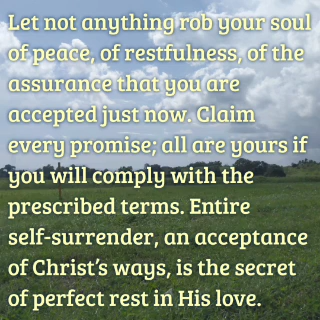 Let not anything rob your soul
of peace, of restfulness, of the
assurance that you are
accepted just now. Claim
every promise; all are yours if
you will comply with the
prescribed terms. Entire
self-surrender, an acceptance
of Christ's ways, is the secret
of perfect rest in His love.